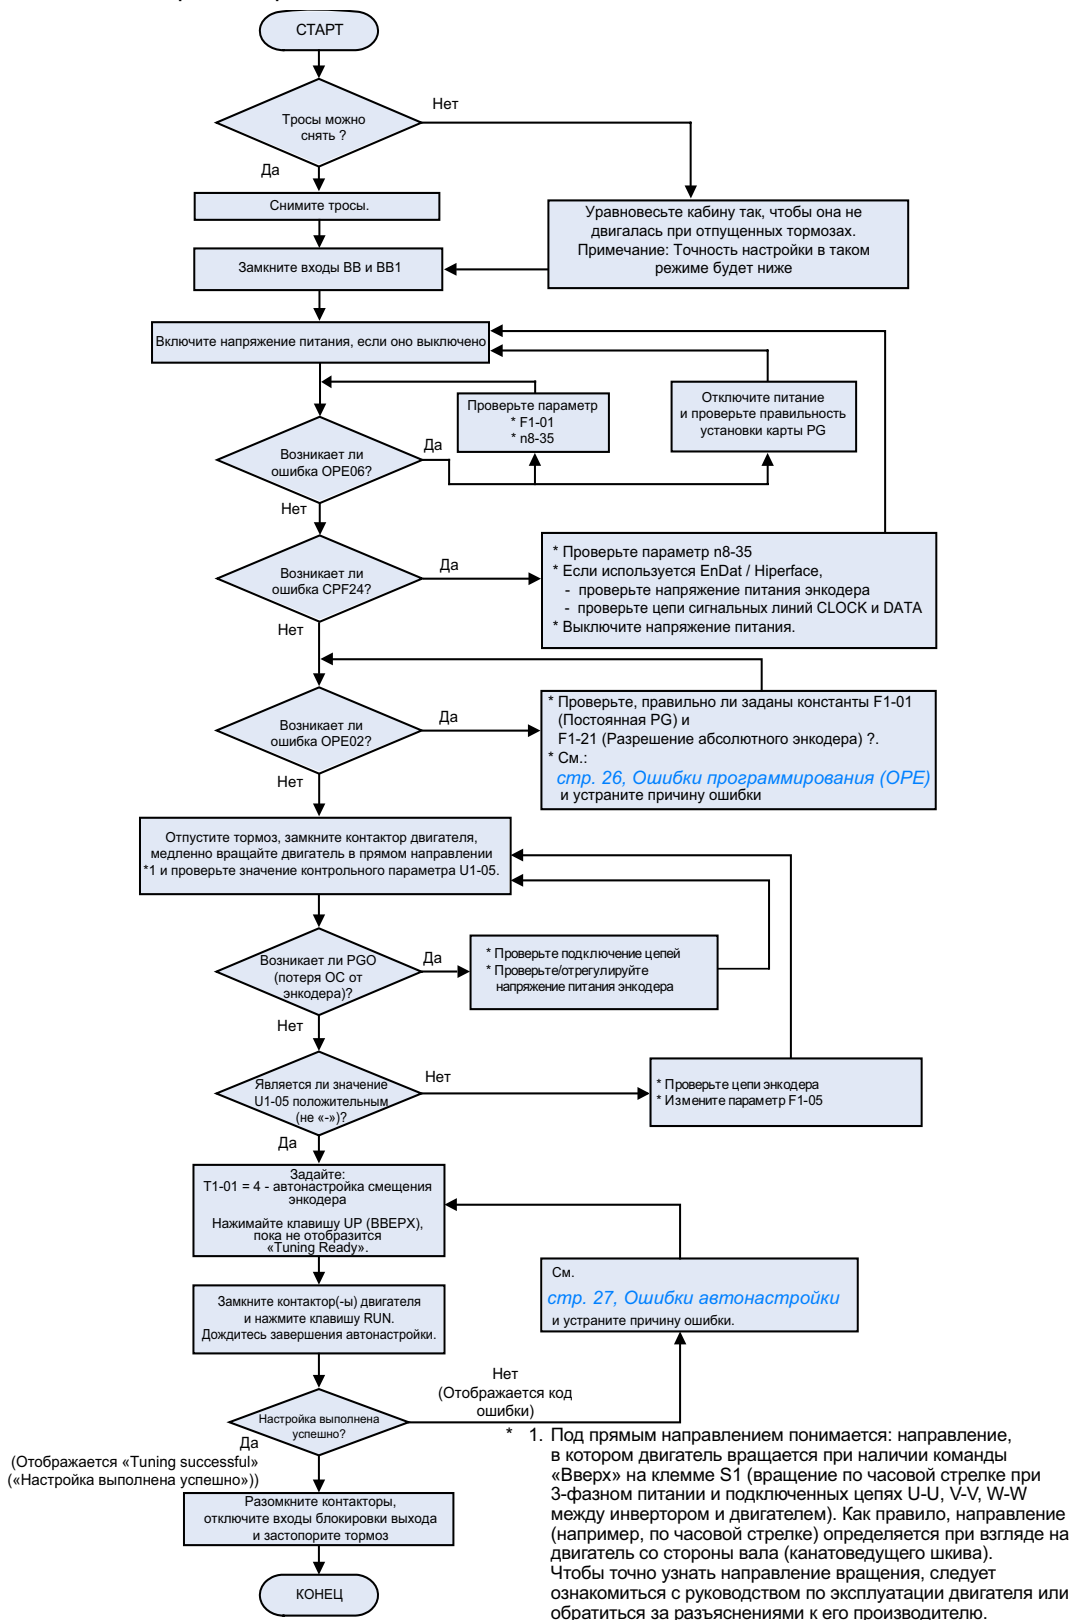 СТАРТ
Нет
Тросы можно
снять ?
Да
Снимите тросы.
Уравновесьте кабину так, чтобы она не
двигалась при отпущенных тормозах.
Примечание: Точность настройки в таком
режиме будет ниже
Замкните входы BB и BB1
Включите напряжение питания, если оно выключено
Проверьте параметр
* F1-01
* n8-35
Отключите питание
и проверьте правильность
установки карты PG
Да
Возникает ли
ошибка OPE06?
Нет
* Проверьте параметр n8-35
* Если используется EnDat / Hiperface,
- проверьте напряжение питания энкодера
- проверьте цепи сигнальных линий CLOCK и DATA
* Выключите напряжение питания.
Да
Возникает ли
ошибка CPF24?
Нет
* Проверьте, правильно ли заданы константы F1-01
(Постоянная PG) и
F1-21 (Разрешение абсолютного энкодера) ?.
* См.:
стр. 26, Ошибки программирования (OPE)
и устраните причину ошибки
Да
Возникает ли
ошибка OPE02?
Нет
Отпустите тормоз, замкните контактор двигателя,
медленно вращайте двигатель в прямом направлении
*1 и проверьте значение контрольного параметра U1-05.
Возникает ли PGO
(потеря ОС от
энкодера)?
Да
* Проверьте подключение цепей
* Проверьте/отрегулируйте
напряжение питания энкодера
Нет
Является ли значение
U1-05 положительным
(не «-»)?
Нет
* Проверьте цепи энкодера
* Измените параметр F1-05
Да
Задайте:
T1-01 = 4 - автонастройка смещения
энкодера
Нажимайте клавишу UP (ВВЕРХ),
пока не отобразится
«Tuning Ready».
См.
стр. 27, Ошибки автонастройки
и устраните причину ошибки.
Замкните контактор(-ы) двигателя
и нажмите клавишу RUN.
Дождитесь завершения автонастройки.
Нет
(Отображается код
ошибки)
Настройка выполнена
успешно?
Да
(Отображается «Tuning successful»
(«Настройка выполнена успешно»))
Разомкните контакторы,
отключите входы блокировки выхода
и застопорите тормоз
КОНЕЦ
* 1. Под прямым направлением понимается: направление,
в котором двигатель вращается при наличии команды
«Вверх» на клемме S1 (вращение по часовой стрелке при
3-фазном питании и подключенных цепях U-U, V-V, W-W
между инвертором и двигателем). Как правило, направление
(например, по часовой стрелке) определяется при взгляде на
двигатель со стороны вала (канатоведущего шкива).
Чтобы точно узнать направление вращения, следует
ознакомиться с руководством по эксплуатации двигателя или
обратиться за разъяснениями к его производителю.